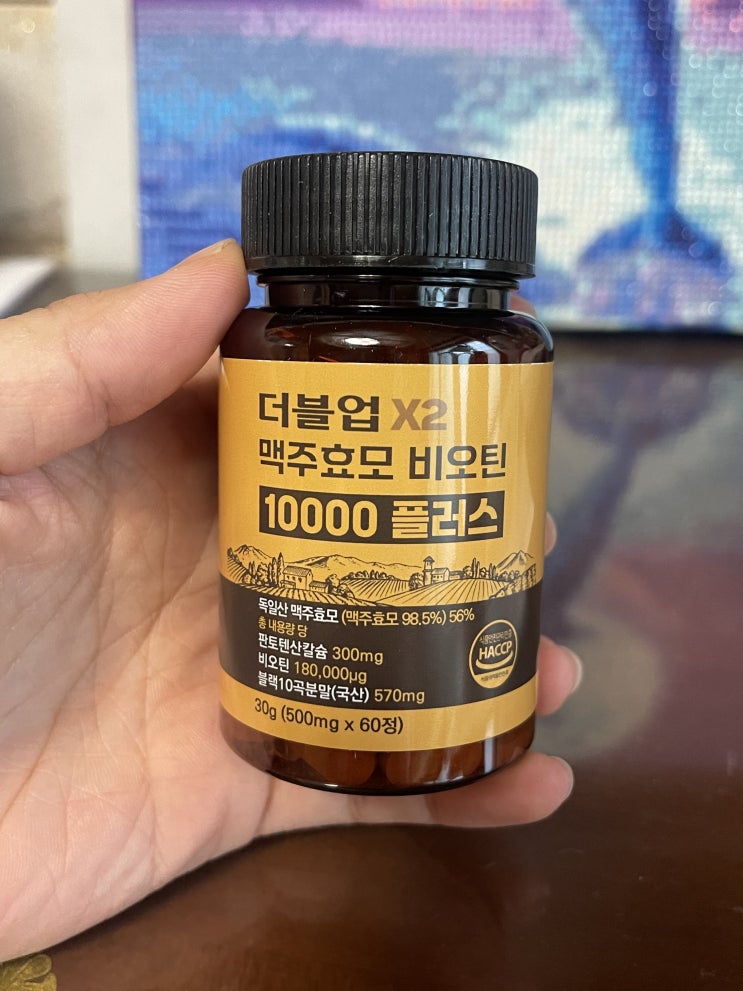 더블업 X2
맥주효모 비오틴
10000 플러스
독일산 맥주효모 (맥주효모 98.5%) 56%
총 내용량 당
판토텐산칼슘 300mg
비오틴 180,000µg
블랙10곡분말(국산) 570mg
30g (500mg x 60정)
HACCP